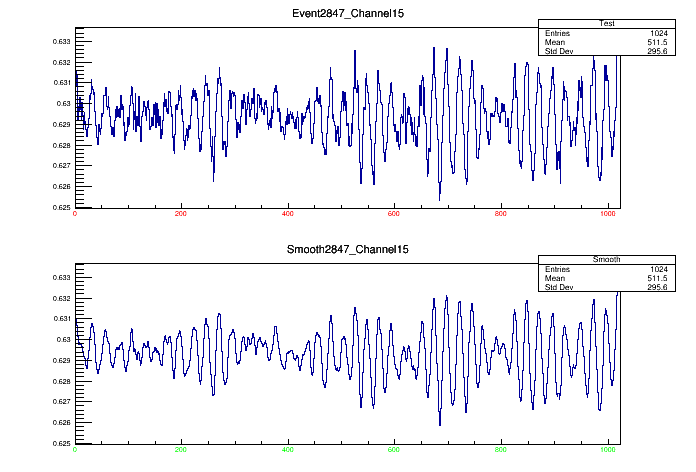 Event2847_Channel15
Test
Entries 1024
Mean 511.5
Std Dev 295.6
0.633
0.632
0.631
0.63
0.629
0.628
0.627
0.626
0.625
0 200 400 600 800 1000
Smooth2847_Channel15
Smooth
Entries 1024
Mean 511.5
Std Dev 295.6
0.633
0.632
0.631
0.63
0.629
0.628
0.627
0.626
0.625
0 200 400 600 800 1000